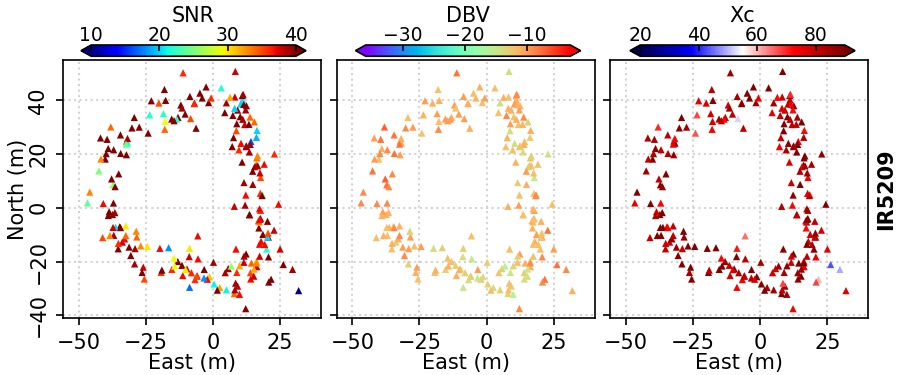 SNR DBV Xc
10 20 30 40 −30 −20 −10 20 40 60 80
40
20
0
−20
−40
North (m)
IR5209
−50 −25 0 25 −50 −25 0 25 −50 −25 0 25
East (m) East (m) East (m)